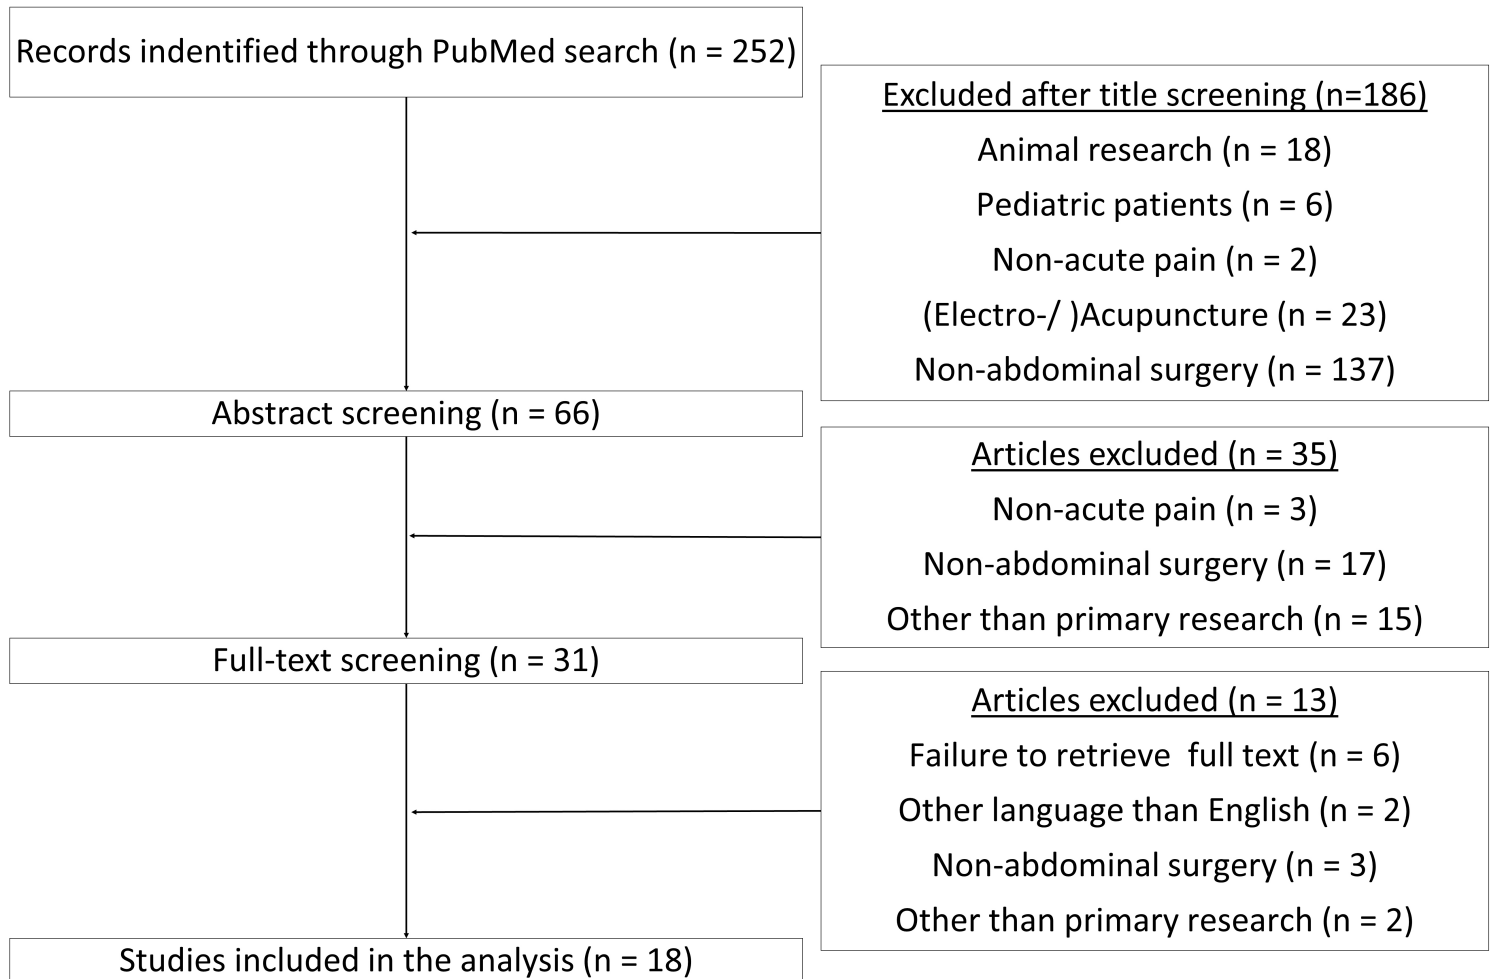 Records indentified through PubMed search (n = 252)
Excluded after title screening (n=186)
Animal research (n = 18)
Pediatric patients (n = 6)
Non-acute pain (n = 2)
(Electro-/ )Acupuncture (n = 23)
Non-abdominal surgery (n = 137)
Abstract screening (n = 66)
Articles excluded (n = 35)
Non-acute pain (n = 3)
Non-abdominal surgery (n = 17)
Other than primary research (n = 15)
Full-text screening (n = 31)
Articles excluded (n = 13)
Failure to retrieve  full text (n = 6)
Other language than English (n = 2)
Non-abdominal surgery (n = 3)
Other than primary research (n = 2)
Studies included in the analysis (n = 18)